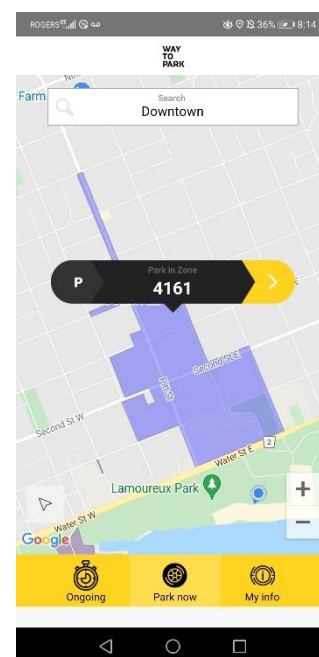 ROGERS 36% 8:14
WAY
TO
PARK
Farm
Search
Downtown
Park In Zone
P 4161
Second St E
Pitt St
Second St W
2
Water St E
Lamoureux Park
+
Water St W
−
Google
Ongoing Park now My info